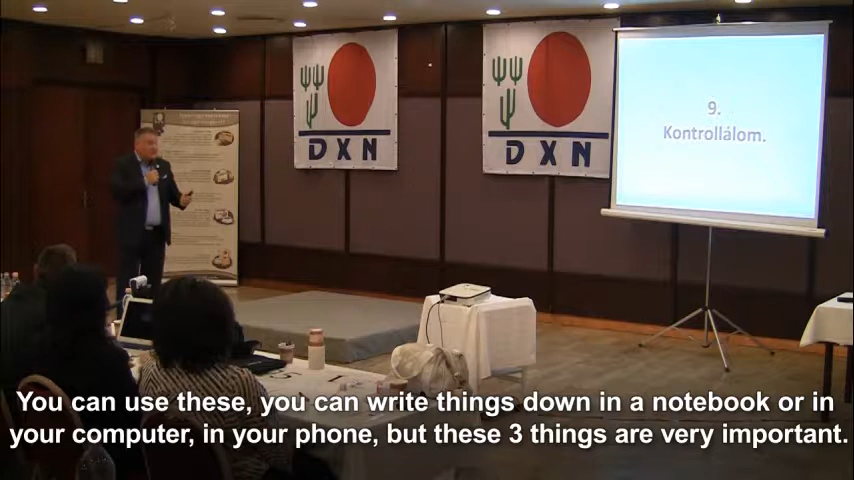 DXN
DXN
9.
Kontrollálom.
You can use these, you can write things down in a notebook or in
your computer, in your phone, but these 3 things are very important.